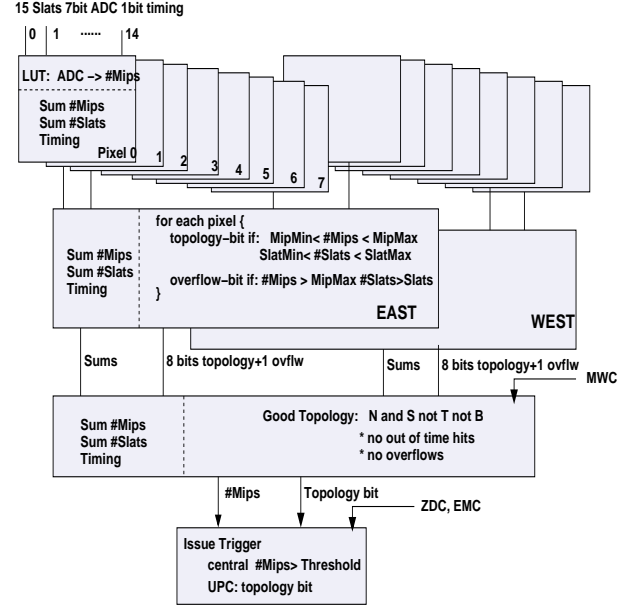 15 Slats 7bit ADC 1bit timing
0 1 ...... 14
LUT: ADC –> #Mips
Sum #Mips
Sum #Slats
Timing
Pixel 0 1 2 3 4 5 6 7
for each pixel {
topology–bit if: MipMin< #Mips < MipMax
SlatMin< #Slats < SlatMax
overflow–bit if: #Mips > MipMax #Slats>Slats
}
Sum #Mips
Sum #Slats
Timing
EAST
WEST
Sums
8 bits topology+1 ovflw
Sums
8 bits topology+1 ovflw
MWC
Good Topology: N and S not T not B
* no out of time hits
* no overflows
Sum #Mips
Sum #Slats
Timing
#Mips
Topology bit
ZDC, EMC
Issue Trigger
central #Mips> Threshold
UPC: topology bit